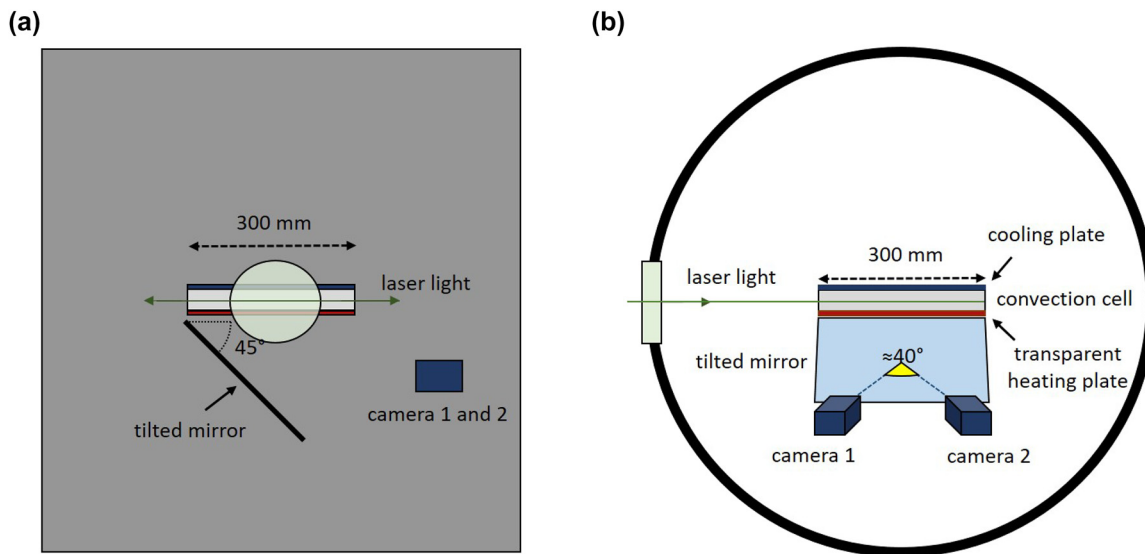 (a)
300 mm
laser light
45°
tilted mirror
camera 1 and 2
(b)
300 mm
cooling plate
laser light
convection cell
tilted mirror
≈40°
transparent
heating plate
camera 1
camera 2